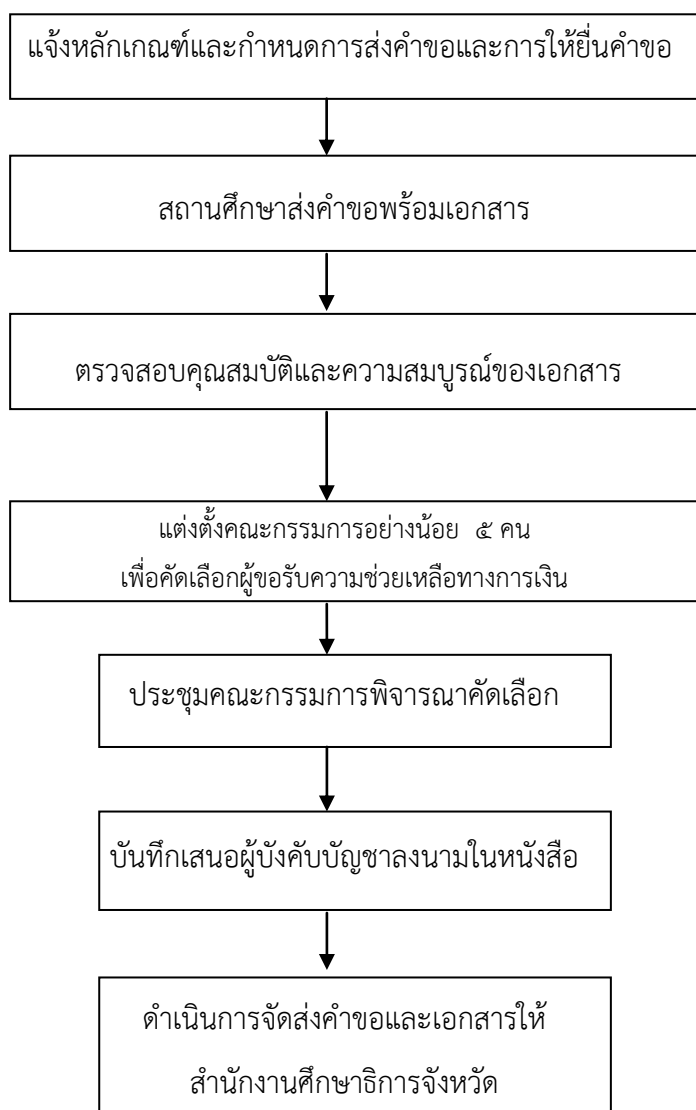 แจ้งหลักเกณฑ์และกำหนดการส่งคำขอและการให้ยื่นคำขอ
สถานศึกษาส่งคำขอพร้อมเอกสาร
ตรวจสอบคุณสมบัติและความสมบูรณ์ของเอกสาร
แต่งตั้งคณะกรรมการอย่างน้อย ๕ คน
เพื่อคัดเลือกผู้ขอรับความช่วยเหลือทางการเงิน
ประชุมคณะกรรมการพิจารณาคัดเลือก
บันทึกเสนอผู้บังคับบัญชาลงนามในหนังสือ
ดำเนินการจัดส่งคำขอและเอกสารให้
สำนักงานศึกษาธิการจังหวัด